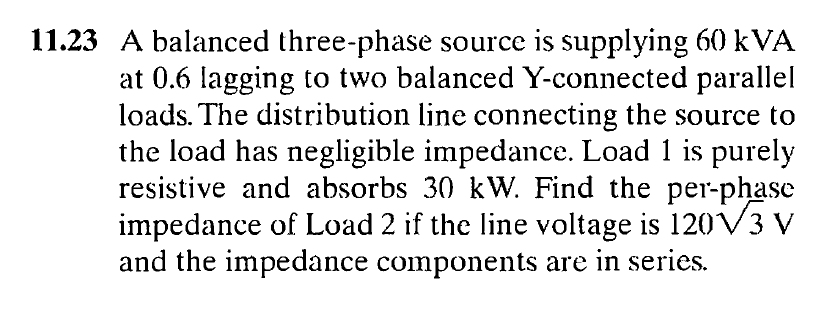 11.23 A balanced three-phase source is supplying 60 kVA
at 0.6 lagging to two balanced Y-connected parallel
loads. The distribution line connecting the source to
the load has negligible impedance. Load 1 is purely
resistive and absorbs 30 kW. Find the per-phase
impedance of Load 2 if the line voltage is 120√3 V
and the impedance components are in series.